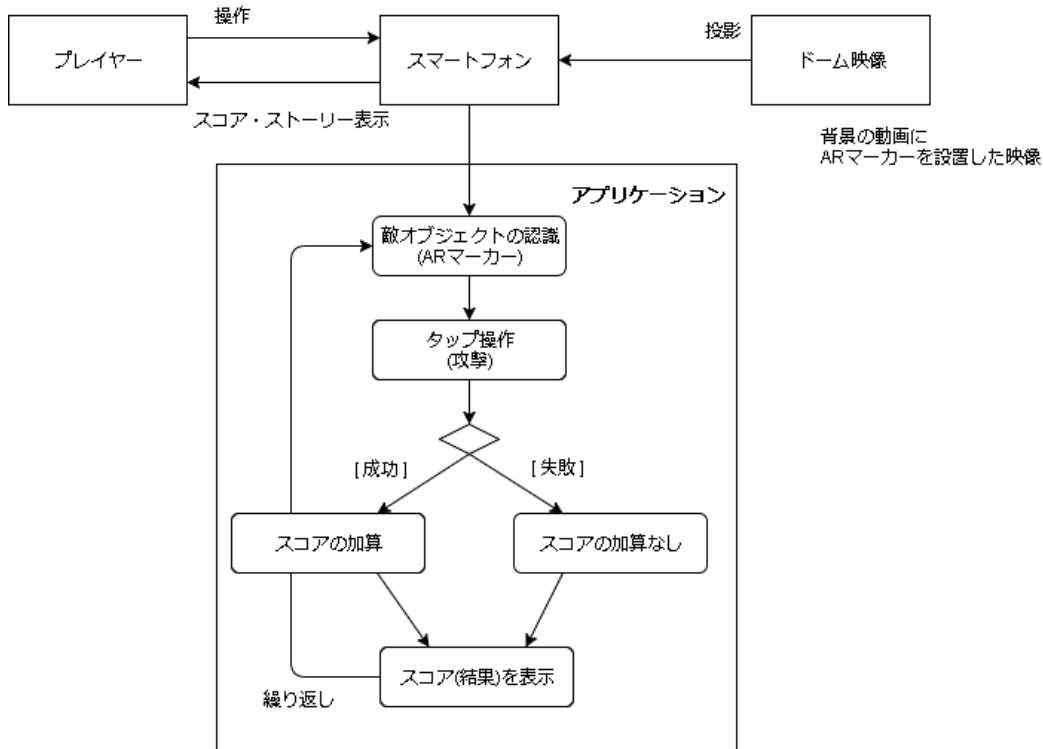 操作
プレイヤー
スマートフォン
投影
ドーム映像
スコア・ストーリー表示
背景の動画に
ARマーカーを設置した映像
アプリケーション
敵オブジェクトの認識
(ARマーカー)
タップ操作
(攻撃)
[ 成功 ]
[ 失敗 ]
スコアの加算
スコアの加算なし
スコア(結果)を表示
繰り返し